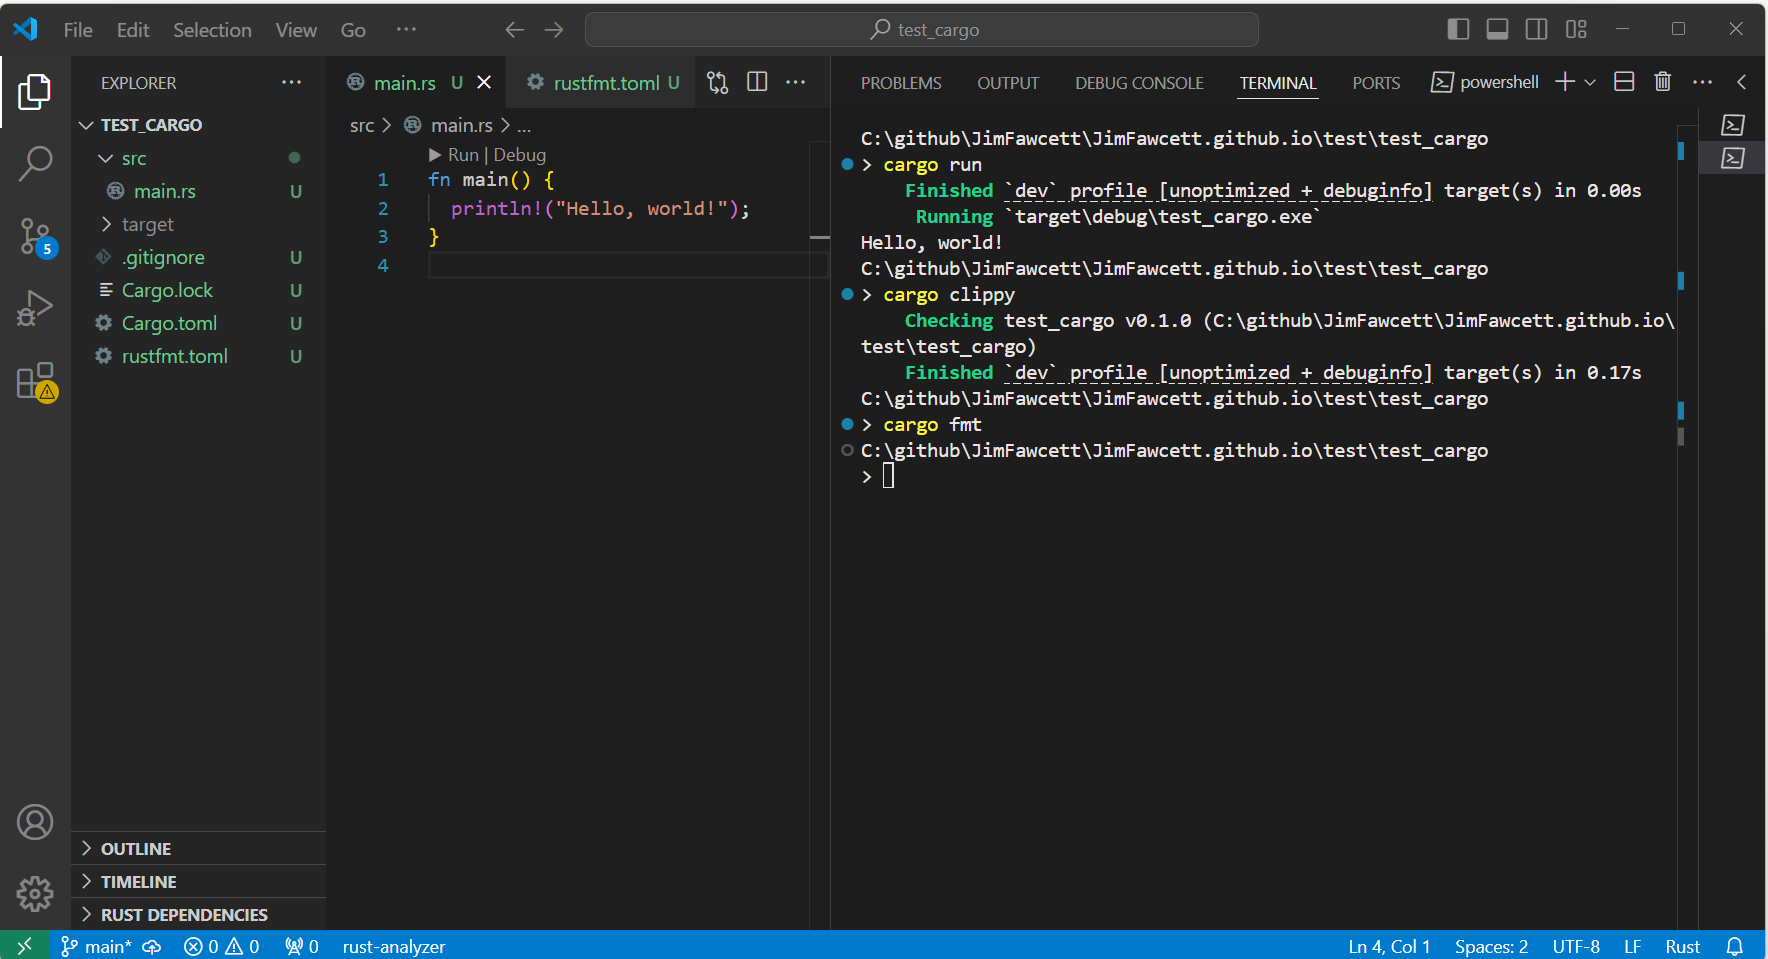 File Edit Selection View Go ··· test_cargo
EXPLORER ···
TEST_CARGO
src
main.rs U
target
.gitignore U
Cargo.lock U
Cargo.toml U
rustfmt.toml U
5
OUTLINE
TIMELINE
RUST DEPENDENCIES
main.rs U rustfmt.toml U ···
src > main.rs > ...
Run | Debug
1 fn main() {
2 println!("Hello, world!");
3 }
4
PROBLEMS OUTPUT DEBUG CONSOLE TERMINAL PORTS powershell ···
C:\github\JimFawcett\JimFawcett.github.io\test\test_cargo
> cargo run
Finished `dev` profile [unoptimized + debuginfo] target(s) in 0.00s
Running `target\debug\test_cargo.exe`
Hello, world!
C:\github\JimFawcett\JimFawcett.github.io\test\test_cargo
> cargo clippy
Checking test_cargo v0.1.0 (C:\github\JimFawcett\JimFawcett.github.io\
test\test_cargo)
Finished `dev` profile [unoptimized + debuginfo] target(s) in 0.17s
C:\github\JimFawcett\JimFawcett.github.io\test\test_cargo
> cargo fmt
C:\github\JimFawcett\JimFawcett.github.io\test\test_cargo
>
main* 0 0 0 rust-analyzer Ln 4, Col 1 Spaces: 2 UTF-8 LF Rust